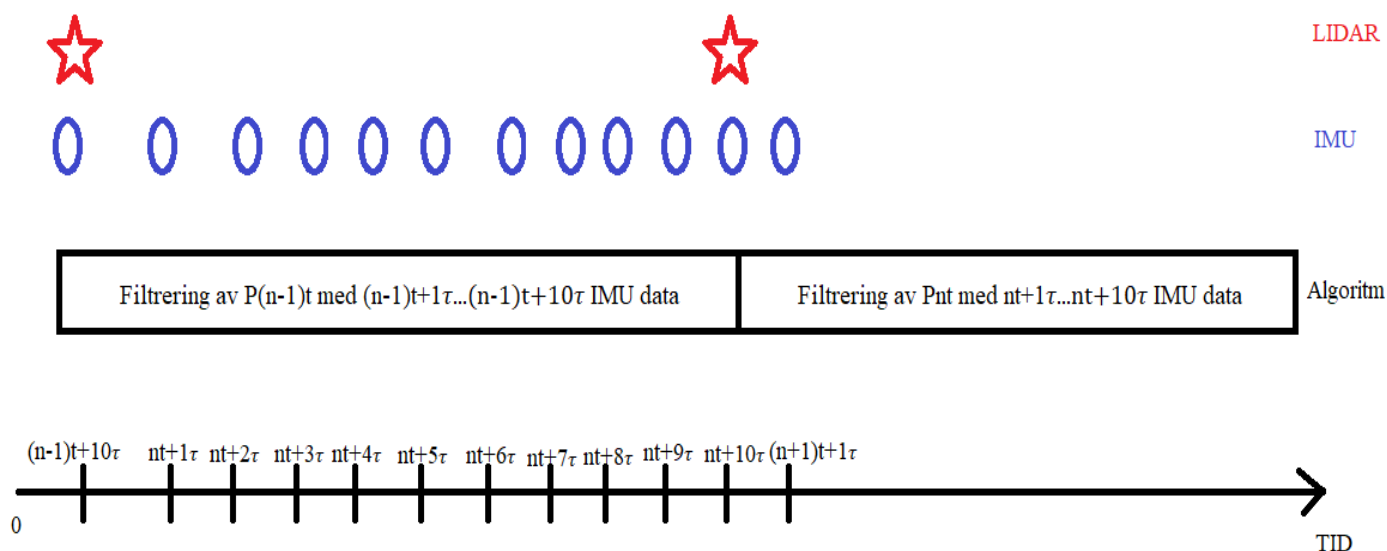 LIDAR
IMU
Filtrering av P(n-1)t med (n-1)t+1τ...(n-1)t+10τ IMU data
Filtrering av Pnt med nt+1τ...nt+10τ IMU data
Algoritm
(n-1)t+10τ
nt+1τ
nt+2τ
nt+3τ
nt+4τ
nt+5τ
nt+6τ
nt+7τ
nt+8τ
nt+9τ
nt+10τ
(n+1)t+1τ
0
TID